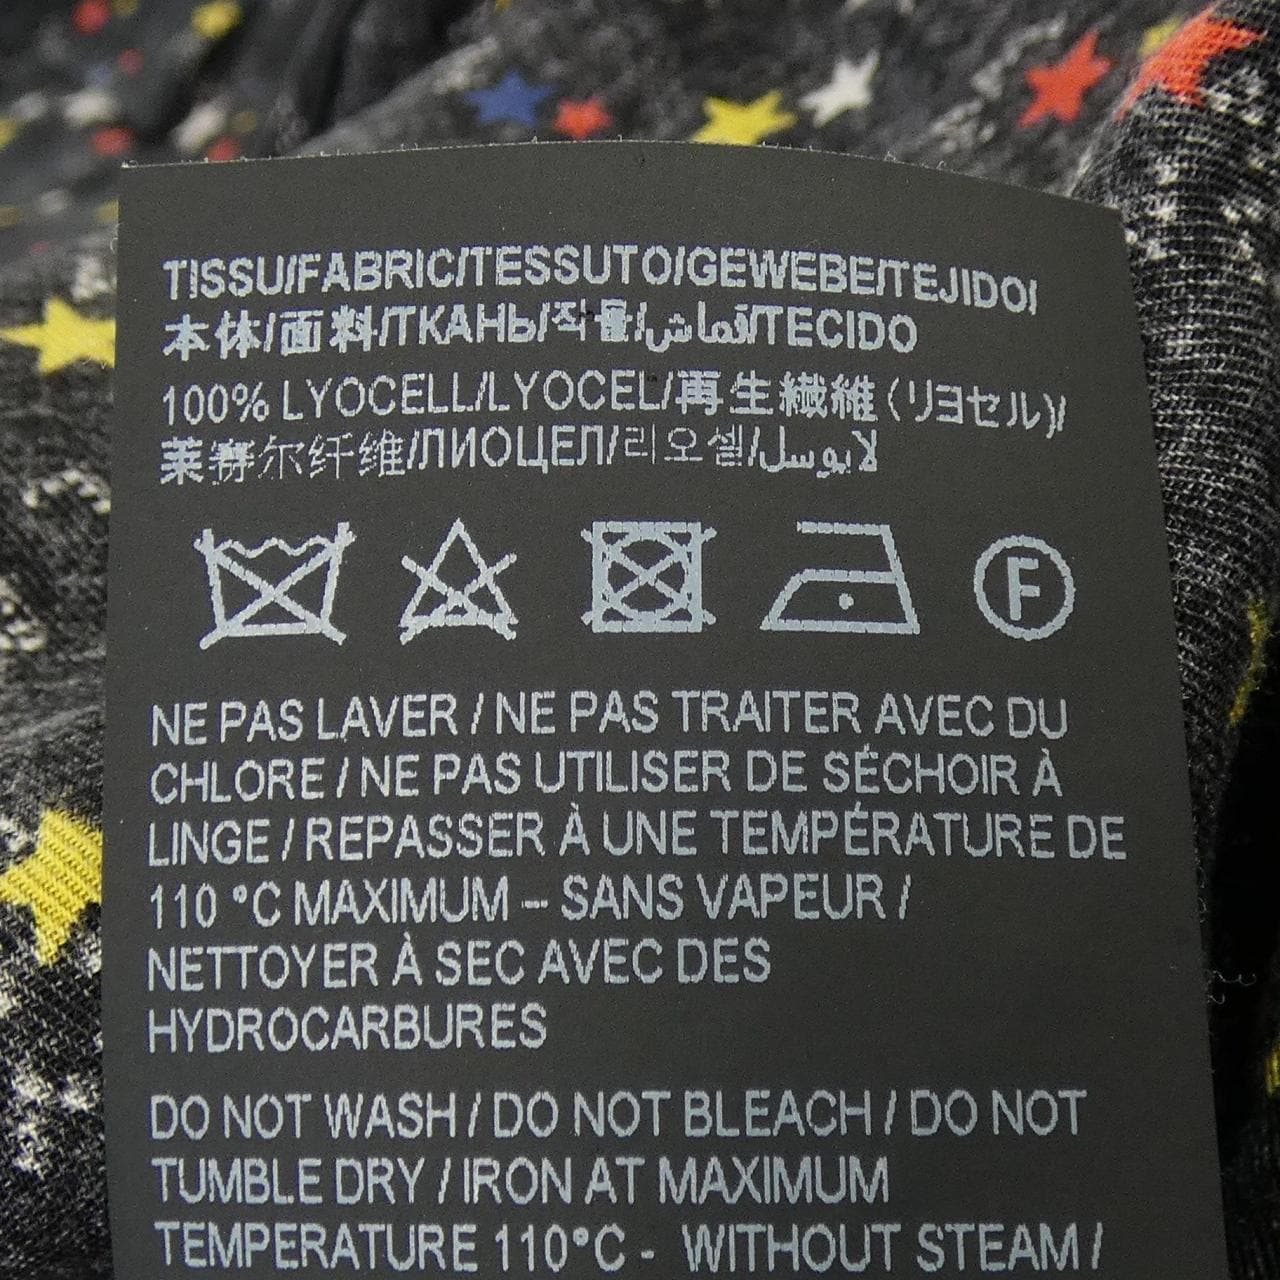 TISSU/FABRIC/TESSUTO/GEWEBE/TEJIDO/
本体/面料/ТКАНЬ/직물/قماش/TECIDO
100% LYOCELL/LYOCEL/再生繊維(リヨセル)/
莱赛尔纤维/ЛИОЦЕЛ/리오셀/لايوسل
F
NE PAS LAVER / NE PAS TRAITER AVEC DU
CHLORE / NE PAS UTILISER DE SÉCHOIR À
LINGE / REPASSER À UNE TEMPÉRATURE DE
110 °C MAXIMUM – SANS VAPEUR /
NETTOYER À SEC AVEC DES
HYDROCARBURES
DO NOT WASH / DO NOT BLEACH / DO NOT
TUMBLE DRY / IRON AT MAXIMUM
TEMPERATURE 110°C - WITHOUT STEAM /